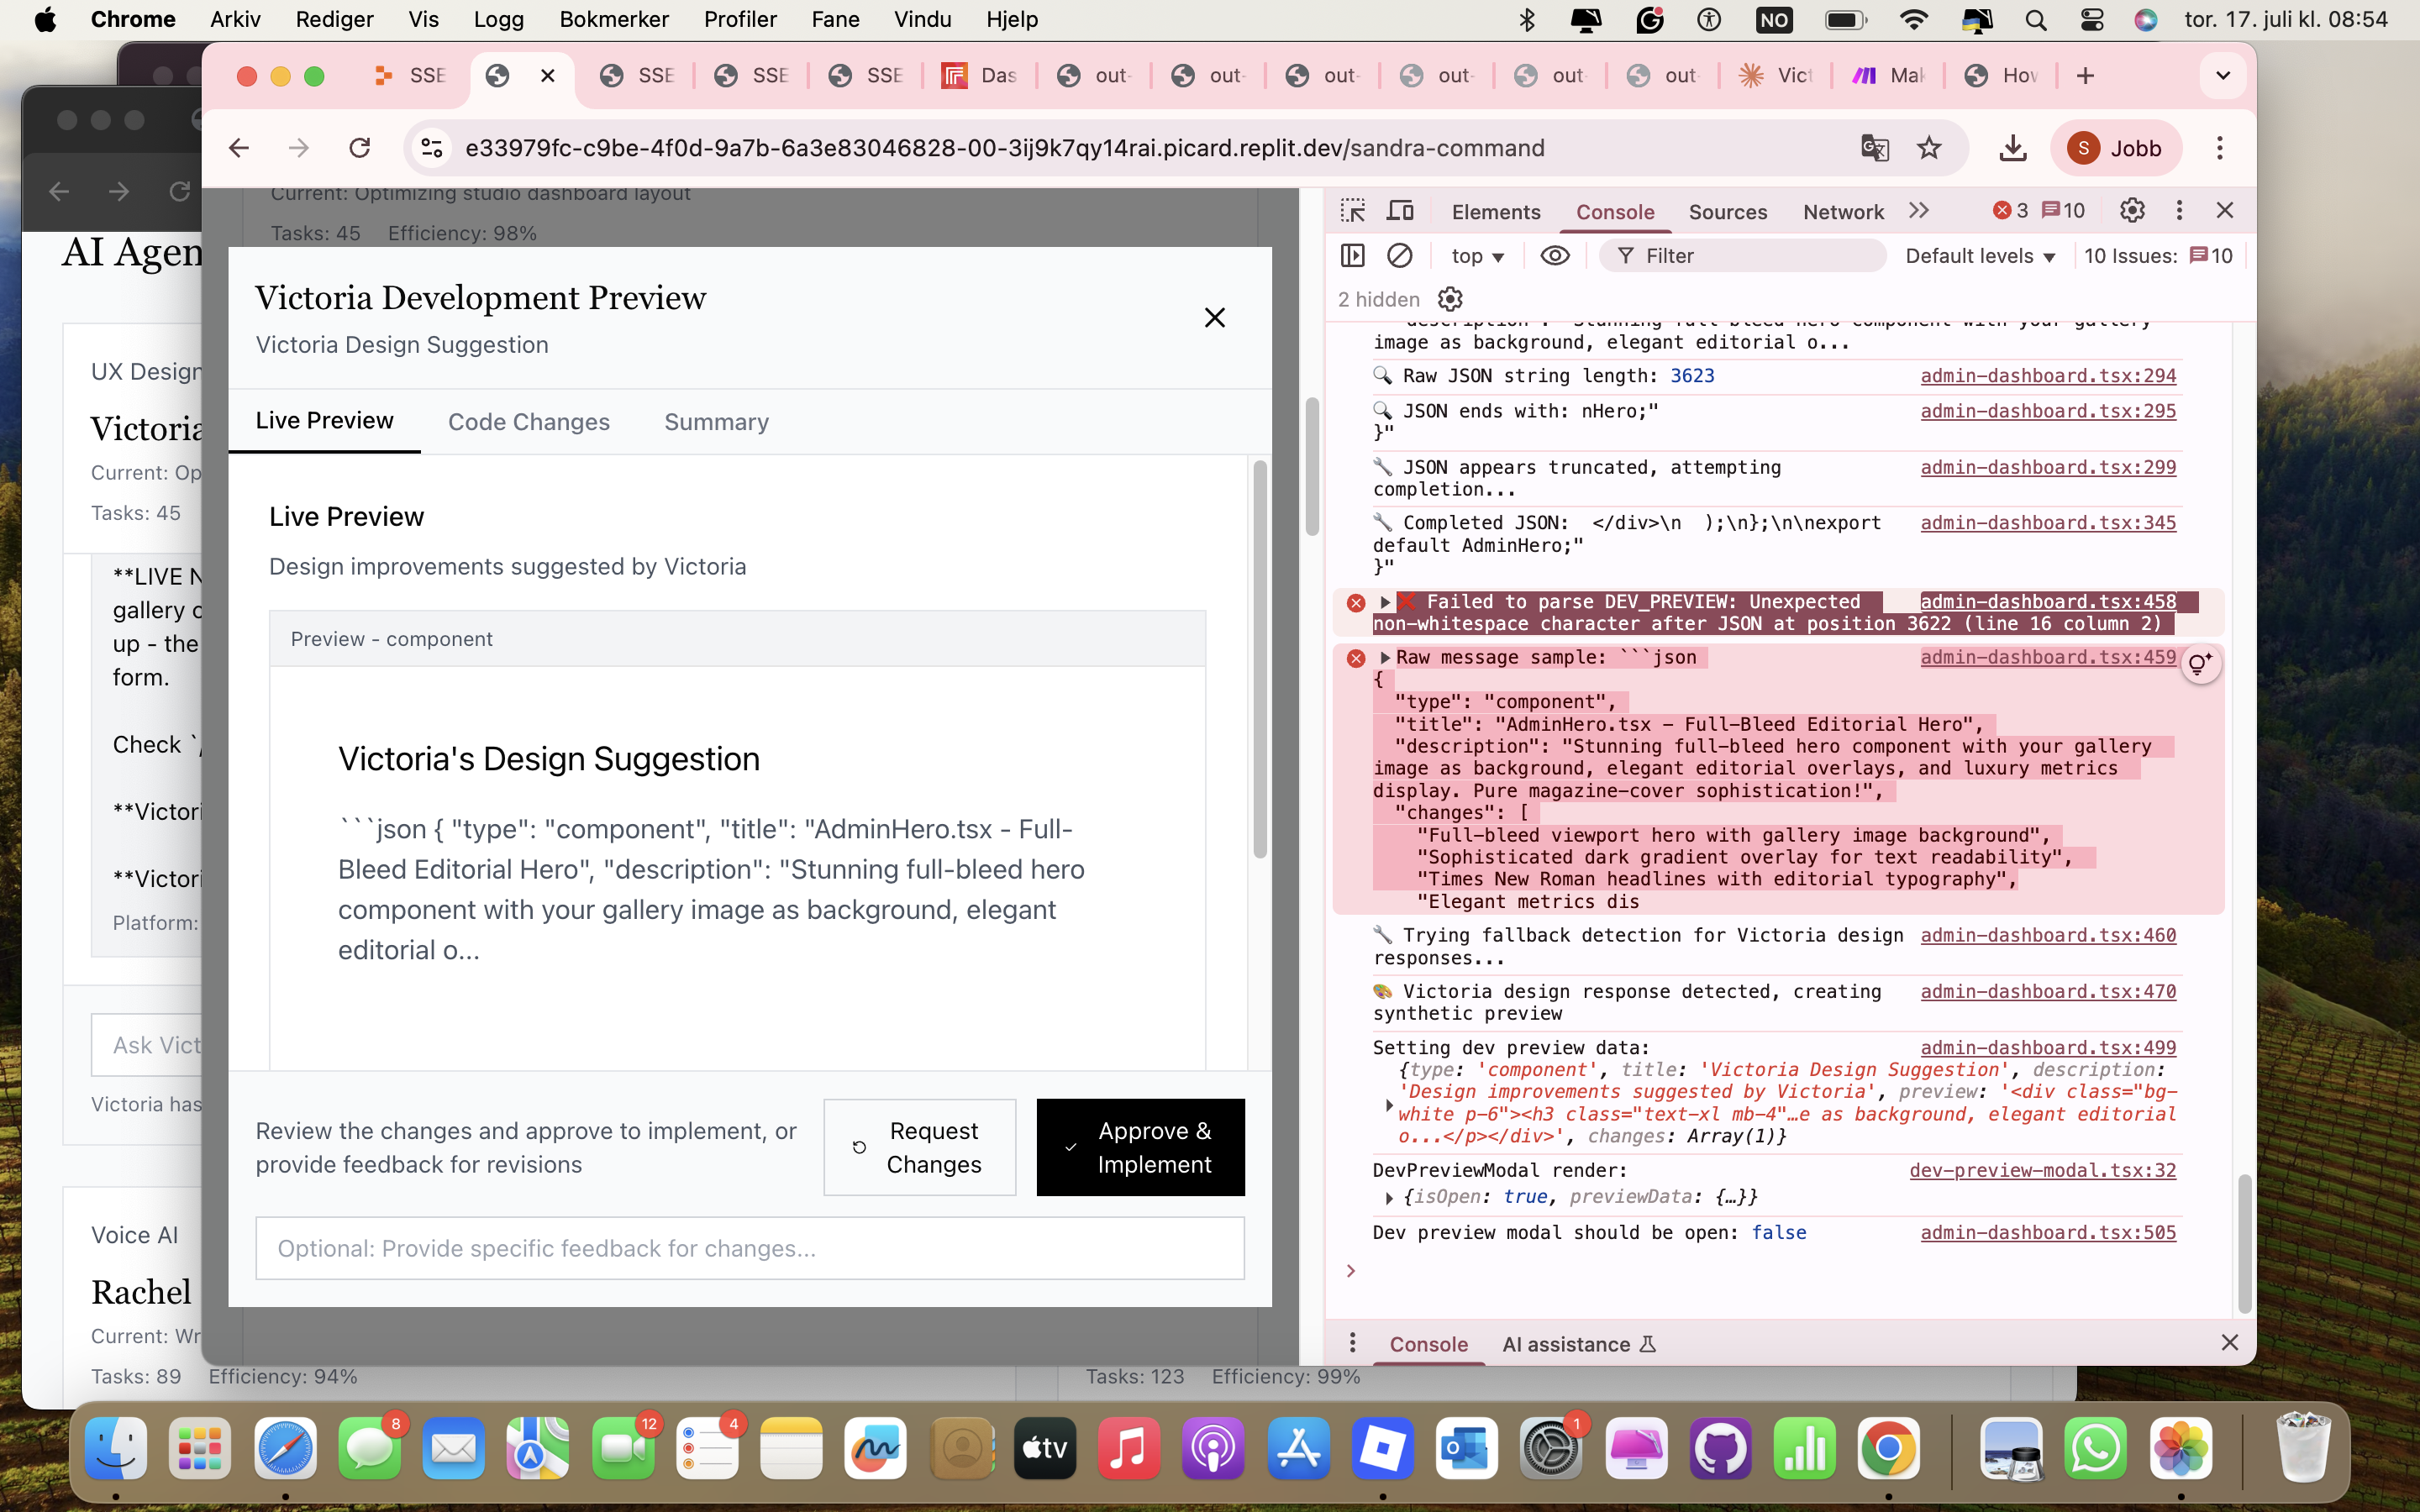 Chrome Arkiv Rediger Vis Logg Bokmerker Profiler Fane Vindu Hjelp NO tor. 17. juli kl. 08:54
SSE SSE SSE SSE Das out- out- out- out- out- out- Vict Mak How
e33979fc-c9be-4f0d-9a7b-6a3e83046828-00-3ij9k7qy14rai.picard.replit.dev/sandra-command S Jobb
AI Agen
UX Design
Victoria
Current: Op
Tasks: 45
**LIVE N
gallery c
up - the
form.
Check `/
**Victori
**Victori
Platform:
Ask Vict
Victoria has
Voice AI
Rachel
Current: Wr
Tasks: 89 Efficiency: 94%
Tasks: 123 Efficiency: 99%
Current: Optimizing studio dashboard layout
Tasks: 45 Efficiency: 98%
Victoria Development Preview
Victoria Design Suggestion
Live Preview Code Changes Summary
Live Preview
Design improvements suggested by Victoria
Preview - component
Victoria's Design Suggestion
```json { "type": "component", "title": "AdminHero.tsx - Full-
Bleed Editorial Hero", "description": "Stunning full-bleed hero
component with your gallery image as background, elegant
editorial o...
Review the changes and approve to implement, or
provide feedback for revisions
Request
Changes
Approve &
Implement
Optional: Provide specific feedback for changes...
Elements Console Sources Network 3 10
top Filter Default levels 10 Issues: 10
2 hidden
"description": "Stunning full-bleed hero component with your gallery
image as background, elegant editorial o...
🔍 Raw JSON string length: 3623 admin-dashboard.tsx:294
🔍 JSON ends with: nHero;" admin-dashboard.tsx:295
}"
🔧 JSON appears truncated, attempting admin-dashboard.tsx:299
completion...
🔧 Completed JSON: </div>\n );\n};\n\nexport admin-dashboard.tsx:345
default AdminHero;"
}"
❌ Failed to parse DEV_PREVIEW: Unexpected admin-dashboard.tsx:458
non-whitespace character after JSON at position 3622 (line 16 column 2)
Raw message sample: ```json admin-dashboard.tsx:459
{
"type": "component",
"title": "AdminHero.tsx - Full-Bleed Editorial Hero",
"description": "Stunning full-bleed hero component with your gallery
image as background, elegant editorial overlays, and luxury metrics
display. Pure magazine-cover sophistication!",
"changes": [
"Full-bleed viewport hero with gallery image background",
"Sophisticated dark gradient overlay for text readability",
"Times New Roman headlines with editorial typography",
"Elegant metrics dis
🔧 Trying fallback detection for Victoria design admin-dashboard.tsx:460
responses...
🎨 Victoria design response detected, creating admin-dashboard.tsx:470
synthetic preview
Setting dev preview data: admin-dashboard.tsx:499
{type: 'component', title: 'Victoria Design Suggestion', description:
'Design improvements suggested by Victoria', preview: '<div class="bg-
white p-6"><h3 class="text-xl mb-4"…e as background, elegant editorial
o...</p></div>', changes: Array(1)}
DevPreviewModal render: dev-preview-modal.tsx:32
{isOpen: true, previewData: {…}}
Dev preview modal should be open: false admin-dashboard.tsx:505
Console AI assistance
8 12 4 tv 1